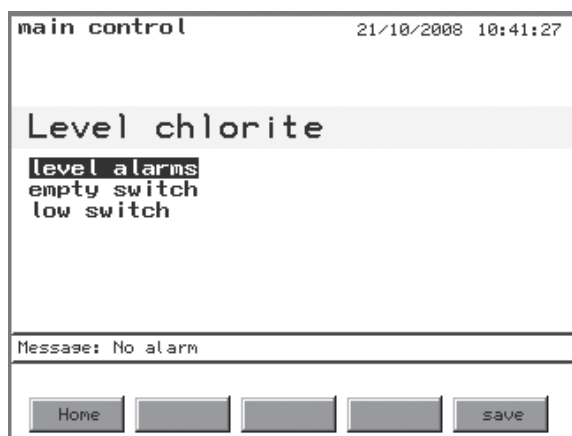 main control 21/10/2008 10:41:27
Level chlorite
level alarms
empty switch
low switch
Message: No alarm
Home save